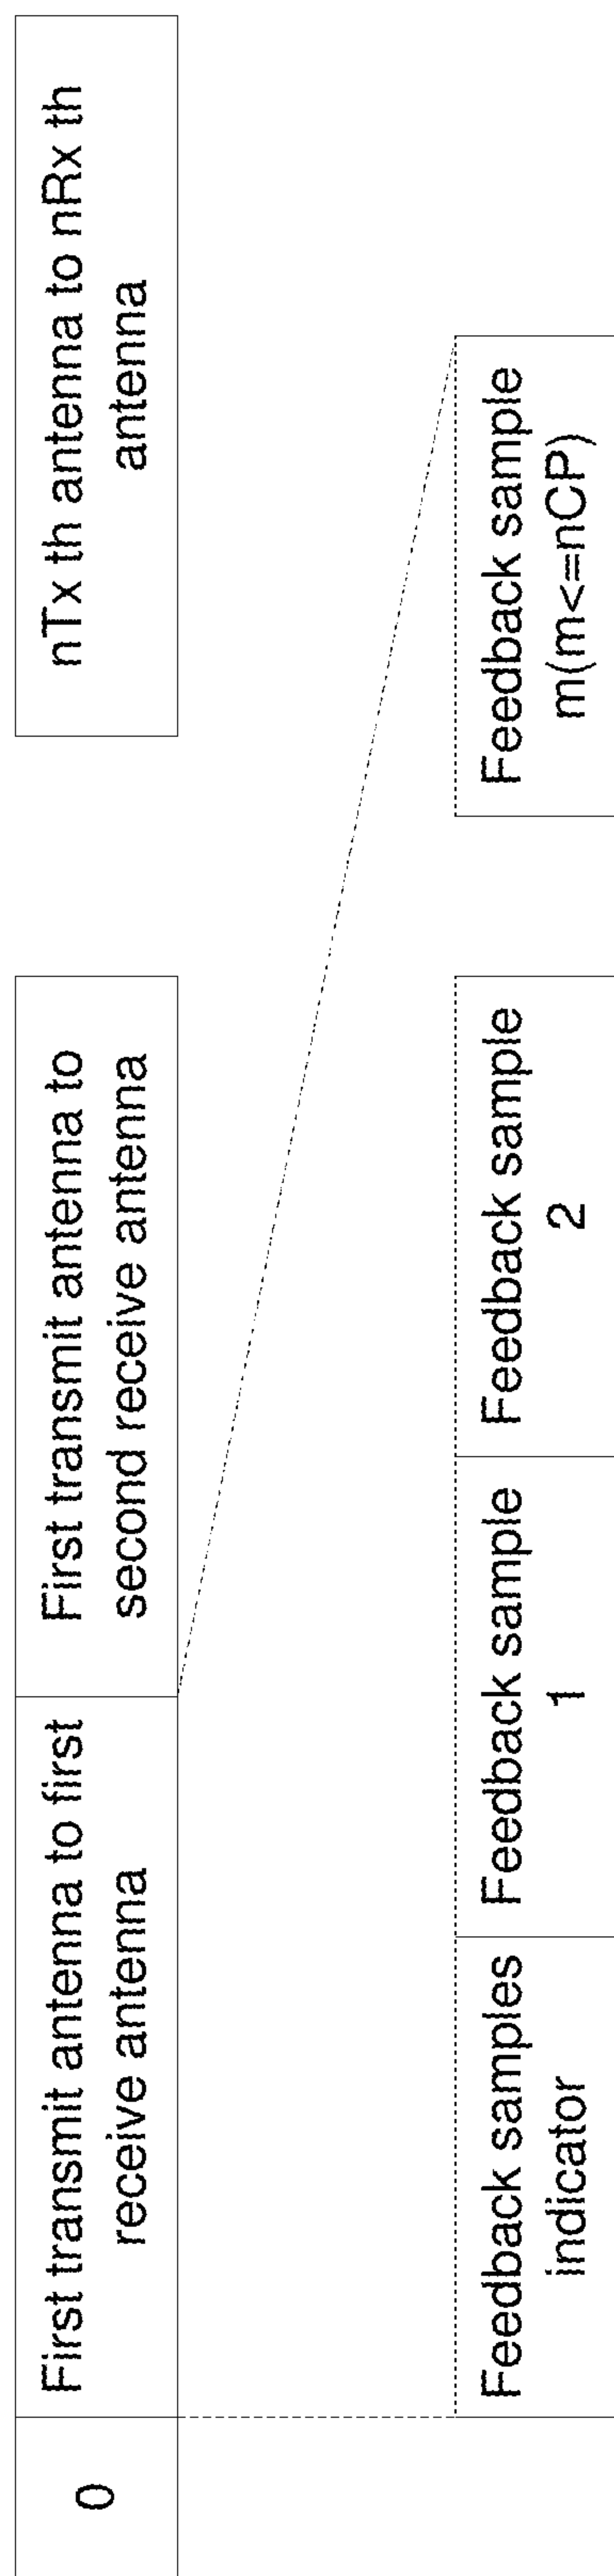 0
First transmit antenna to first
receive antenna
First transmit antenna to
second receive antenna
nTx th antenna to nRx th
antenna
Feedback samples
indicator
Feedback sample
1
Feedback sample
2
Feedback sample
m(m<=nCP)